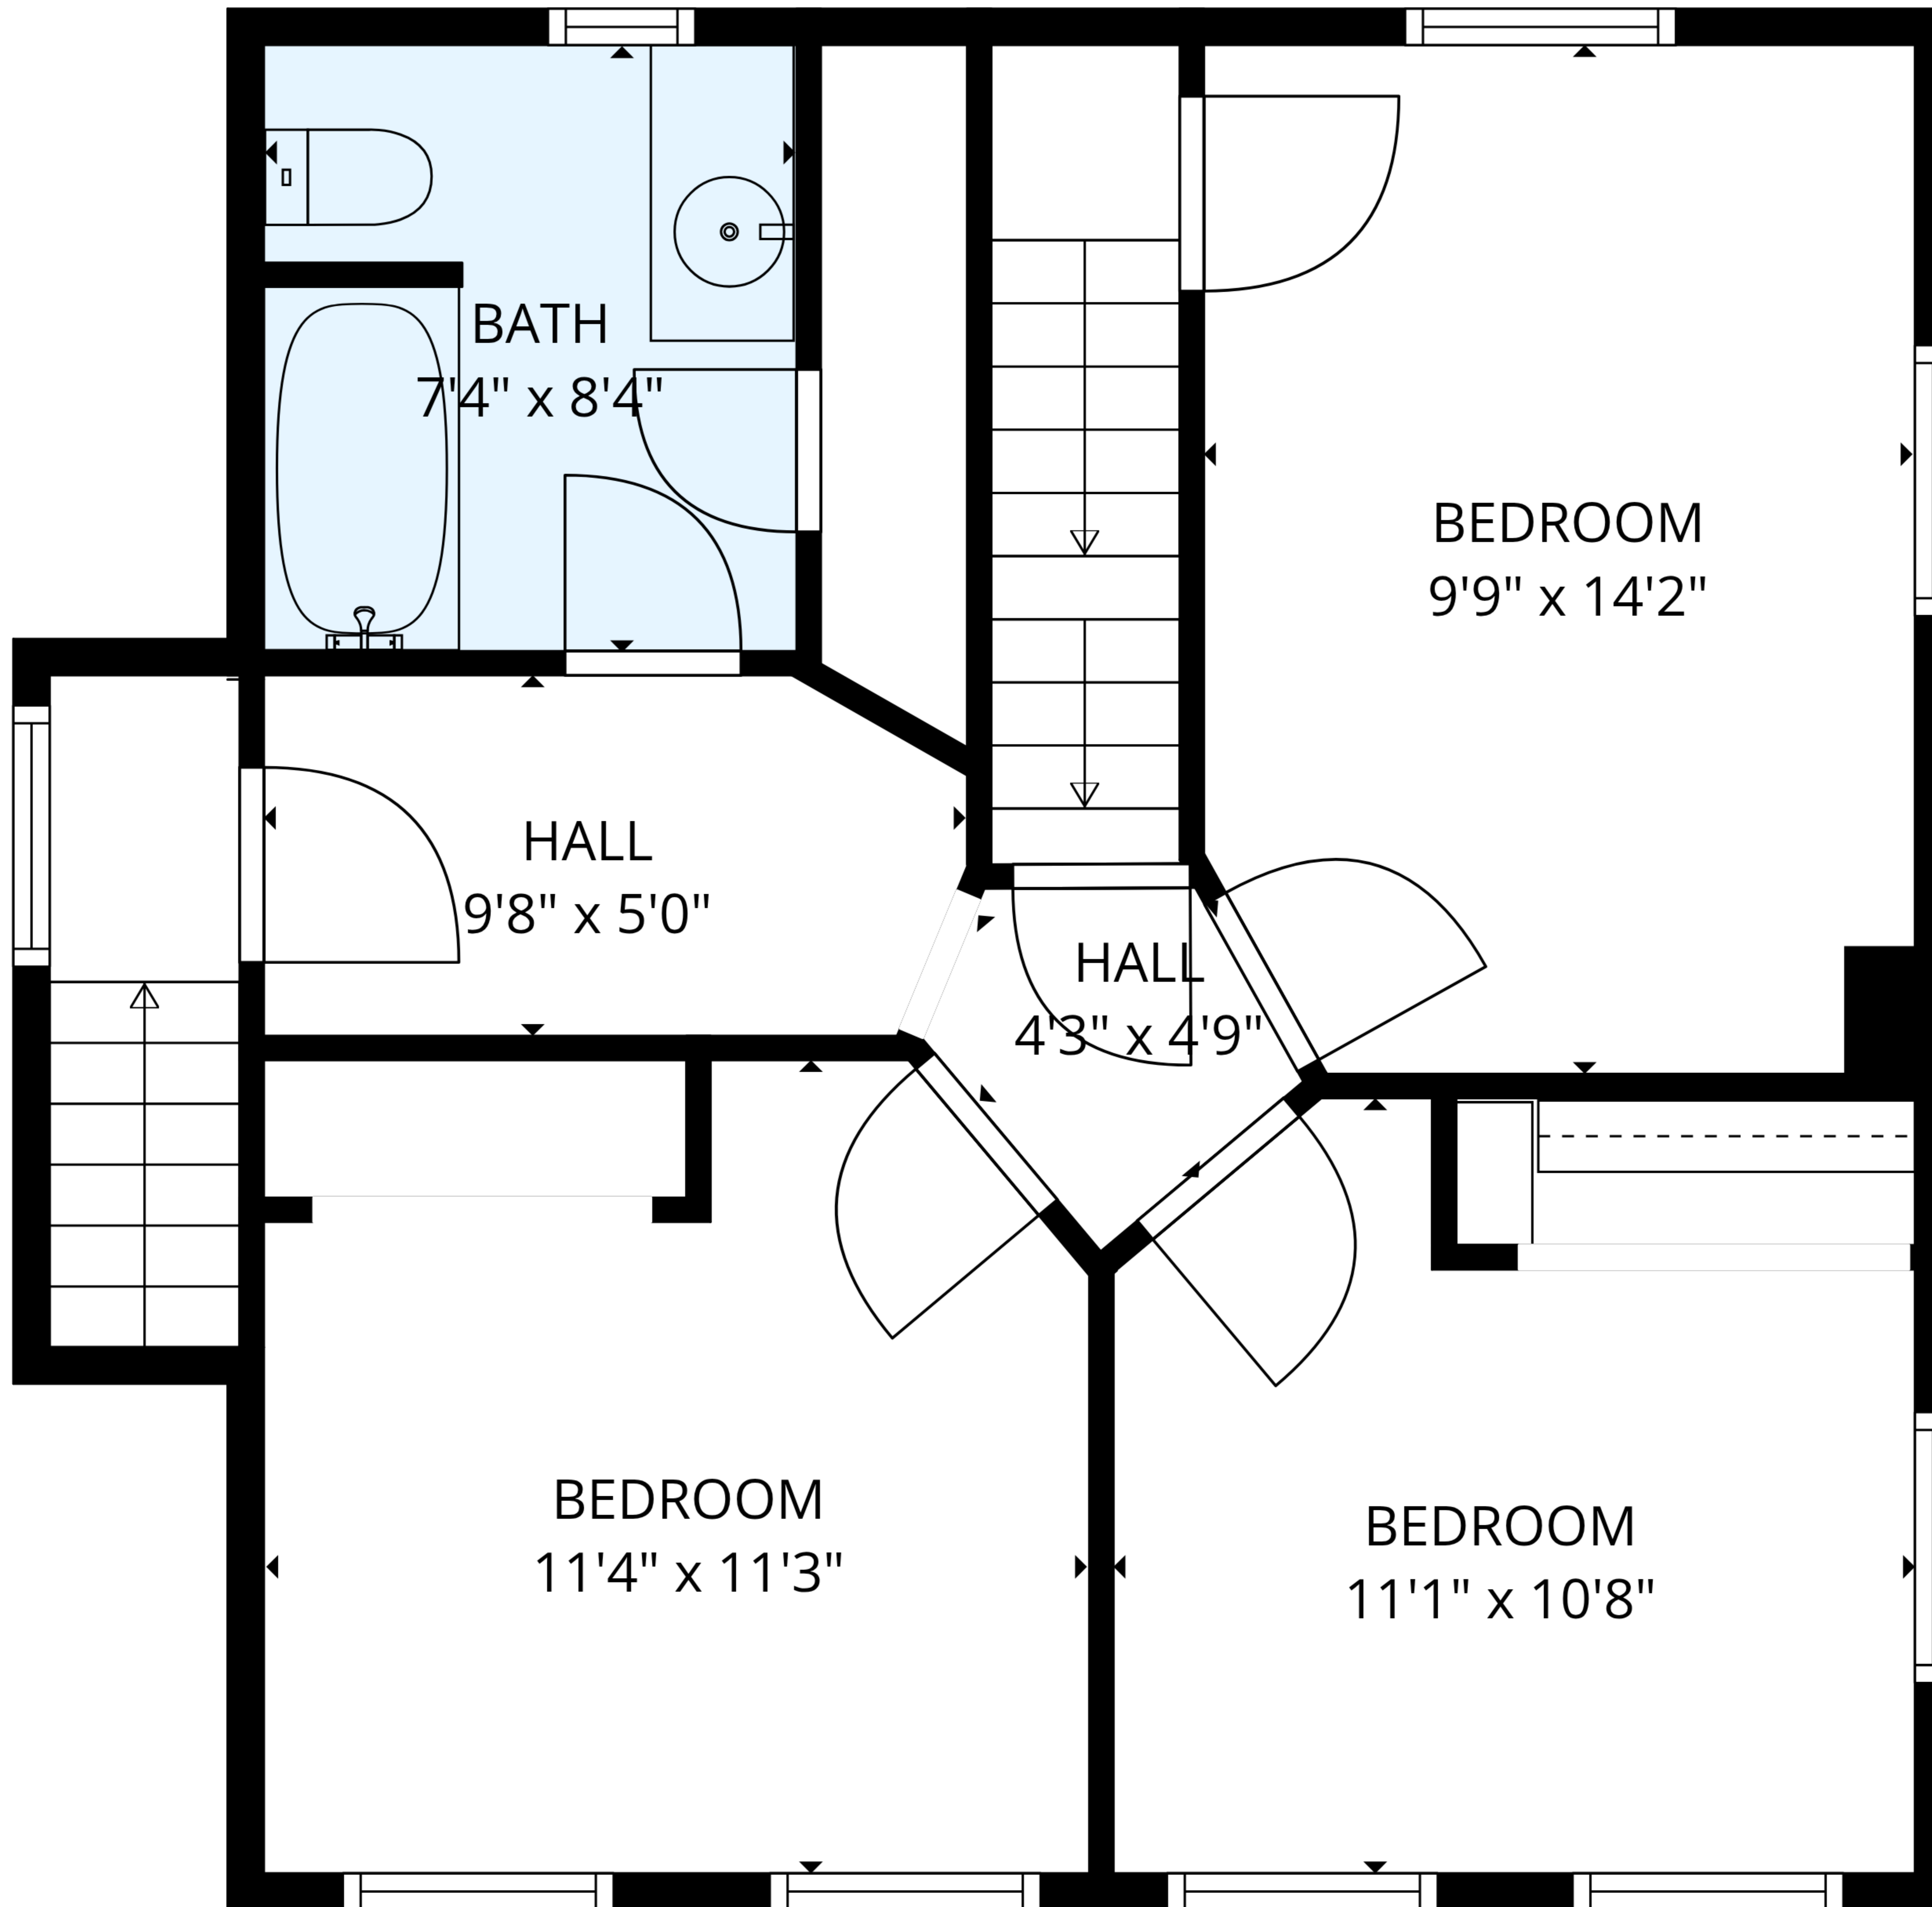 BATH
7'4" x 8'4"
BEDROOM
9'9" x 14'2"
HALL
9'8" x 5'0"
HALL
4'3" x 4'9"
BEDROOM
11'4" x 11'3"
BEDROOM
11'1" x 10'8"